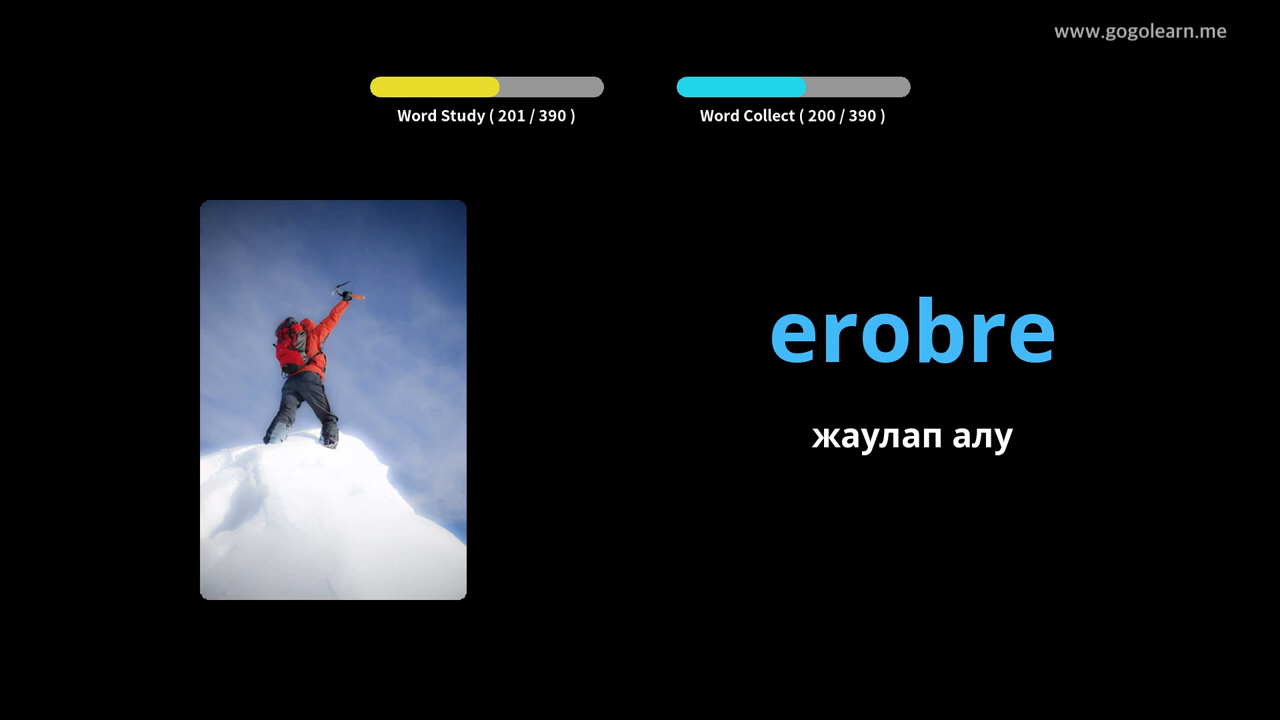 www.gogolearn.me
Word Study ( 201 / 390 )
Word Collect ( 200 / 390 )
erobre
жаулап алу